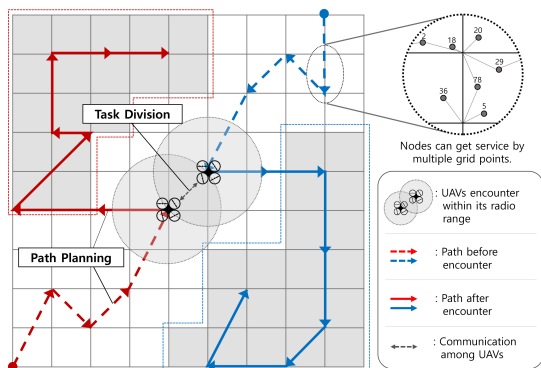 Task Division
Path Planning
2
18
20
29
78
36
5
Nodes can get service by
multiple grid points.
: UAVs encounter
within its radio
range
: Path before
encounter
: Path after
encounter
: Communication
among UAVs